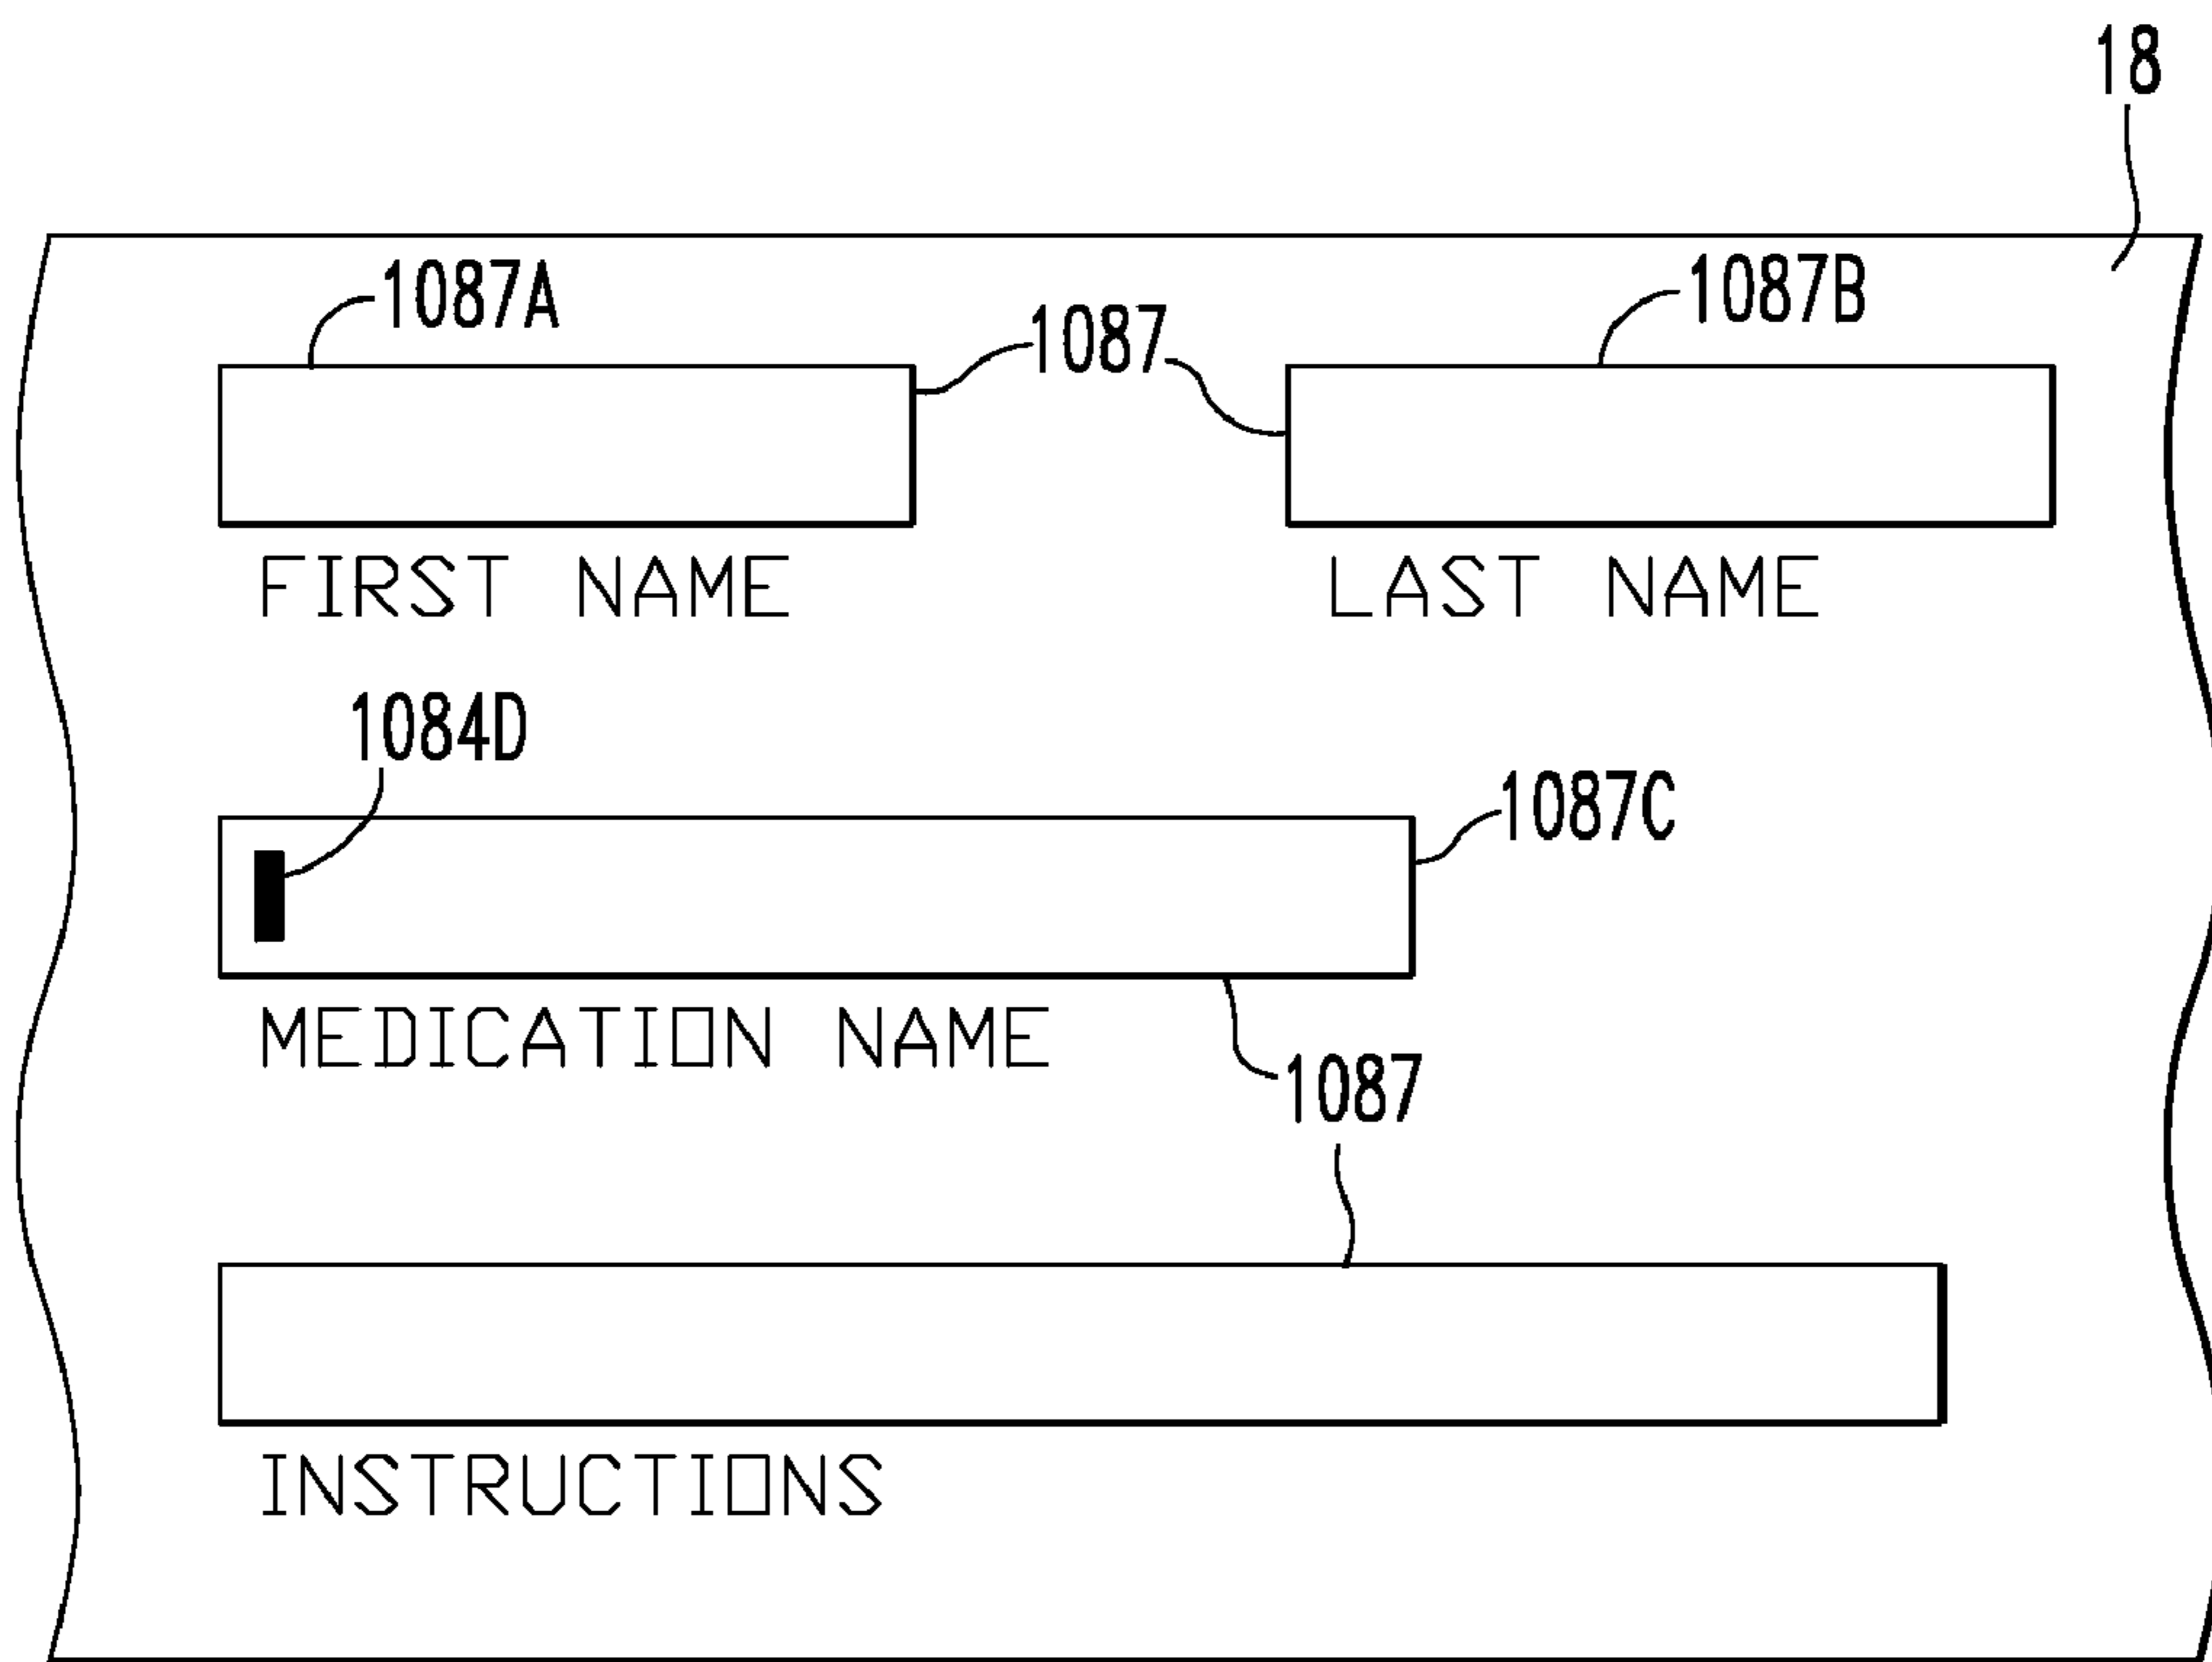 18
1087A
1087
1087B
FIRST NAME
LAST NAME
1084D
1087C
MEDICATION NAME
1087
INSTRUCTIONS